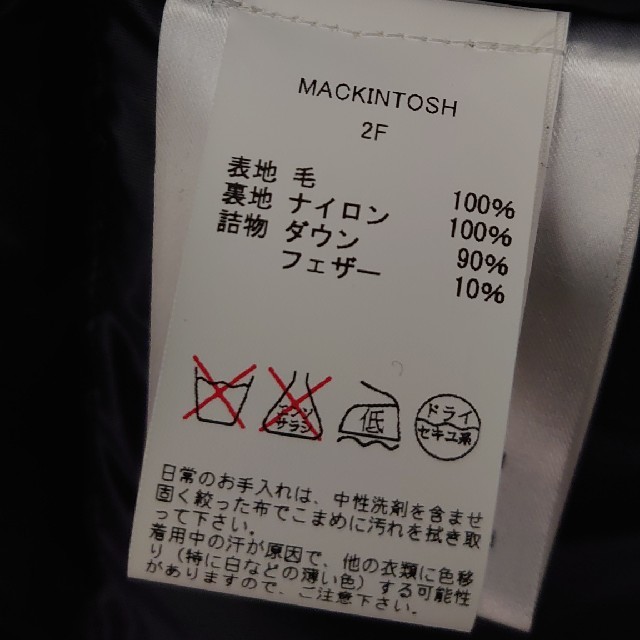 MACKINTOSH
2F
表地 毛 100%
裏地 ナイロン 100%
詰物 ダウン 90%
フェザー 10%
エンソ サラシ 低 ドライ
セキユ系
日常のお手入れは、中性洗剤を含ませ
固く絞った布でこまめに汚れを拭き取
って下さい。
着用中の汗が原因で、他の衣類に色移
り（特に白などの薄い色）する可能性
がありますので、ご注意下さい。